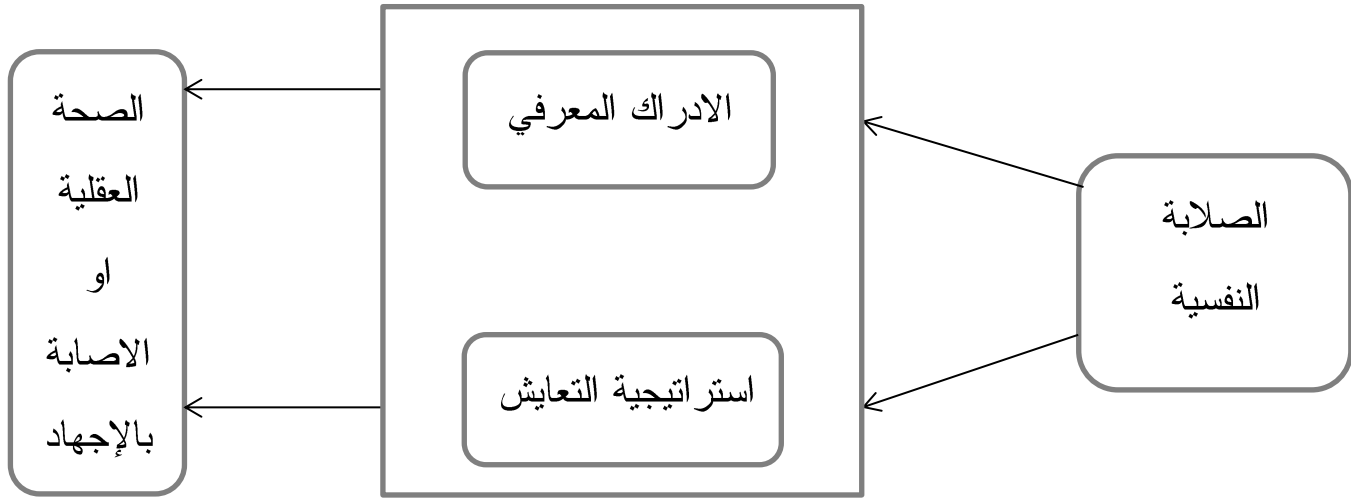 الصلابة
النفسية
الادراك المعرفي
استراتيجية التعايش
الصحة
العقلية
او
الاصابة
بالإجهاد